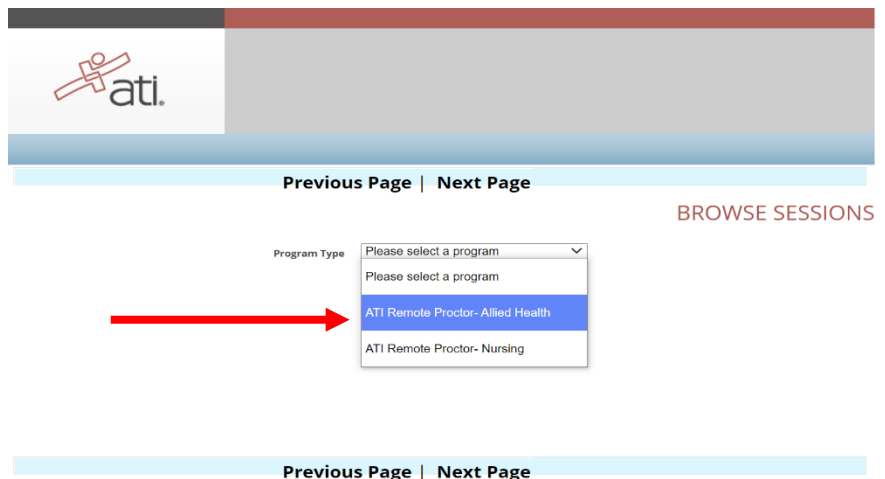 ati.
Previous Page | Next Page
BROWSE SESSIONS
Program Type Please select a program
Please select a program
ATI Remote Proctor- Allied Health
ATI Remote Proctor- Nursing
Previous Page | Next Page